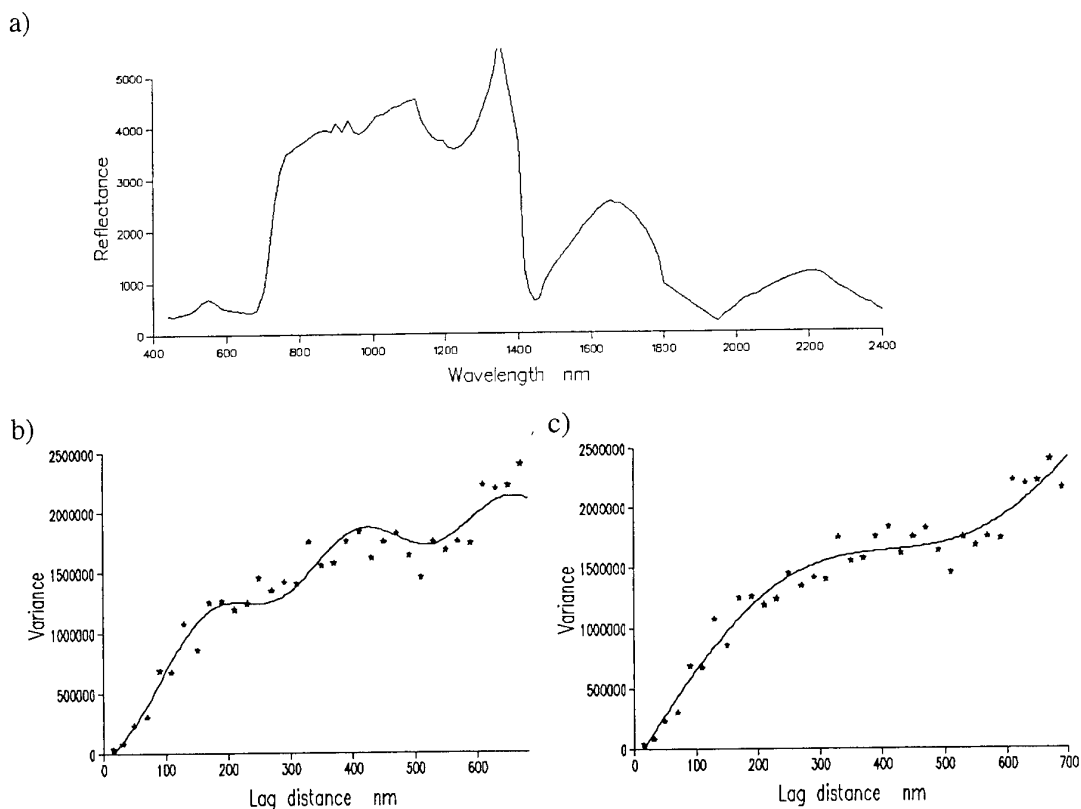 a)
5000
4000
3000
2000
1000
0
Reflectance
400 600 800 1000 1200 1400 1600 1800 2000 2200 2400
Wavelength nm
b)
2500000
2000000
1500000
1000000
500000
0
Variance
0 100 200 300 400 500 600
Lag distance nm
c)
2500000
2000000
1500000
1000000
500000
0
Variance
0 100 200 300 400 500 600 700
Lag distance nm